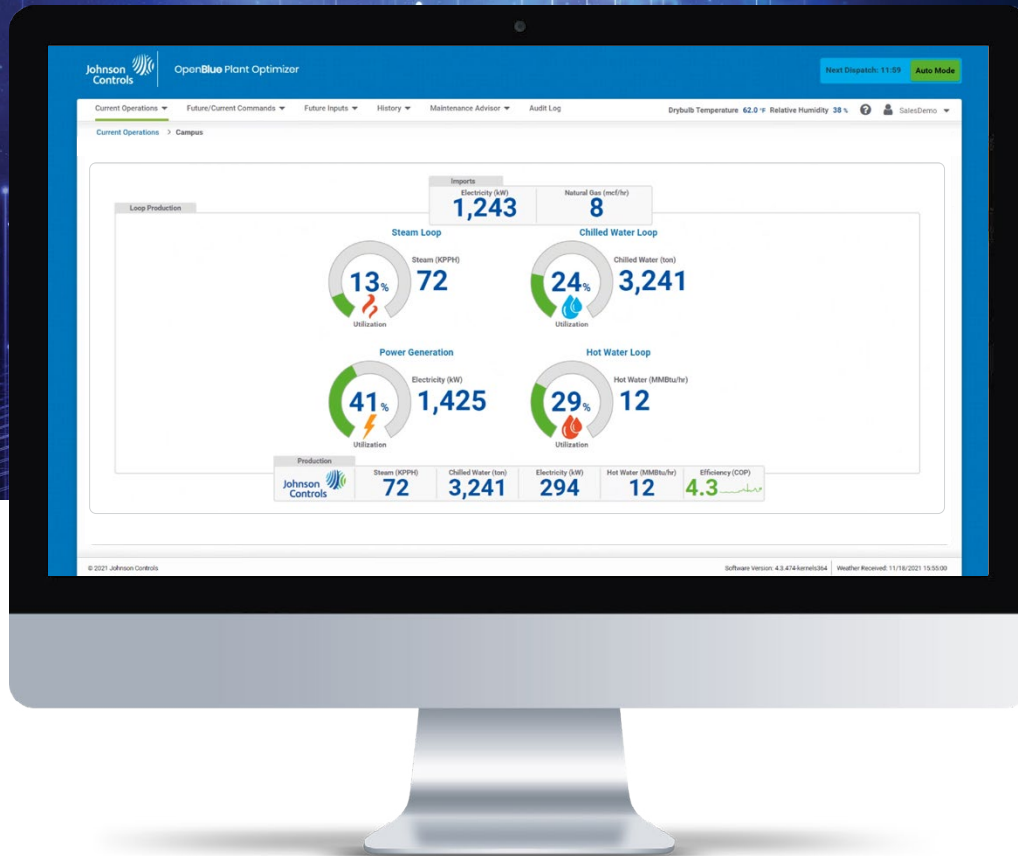 Johnson Controls
OpenBlue Plant Optimizer
Next Dispatch: 11:59
Auto Mode
Current Operations
Future/Current Commands
Future Inputs
History
Maintenance Advisor
Audit Log
Drybulb Temperature 62.0 °F Relative Humidity 38 %
?
SalesDemo
Current Operations > Campus
Imports
Electricity (kW)
1,243
Natural Gas (mcf/hr)
8
Loop Production
Steam Loop
13%
Utilization
Steam (KPPH)
72
Chilled Water Loop
24%
Utilization
Chilled Water (ton)
3,241
Power Generation
41%
Utilization
Electricity (kW)
1,425
Hot Water Loop
29%
Utilization
Hot Water (MMBtu/hr)
12
Production
Johnson Controls
Steam (KPPH)
72
Chilled Water (ton)
3,241
Electricity (kW)
294
Hot Water (MMBtu/hr)
12
Efficiency (COP)
4.3
© 2021 Johnson Controls
Software Version: 4.3.474-kernels364
Weather Received: 11/18/2021 15:55:00